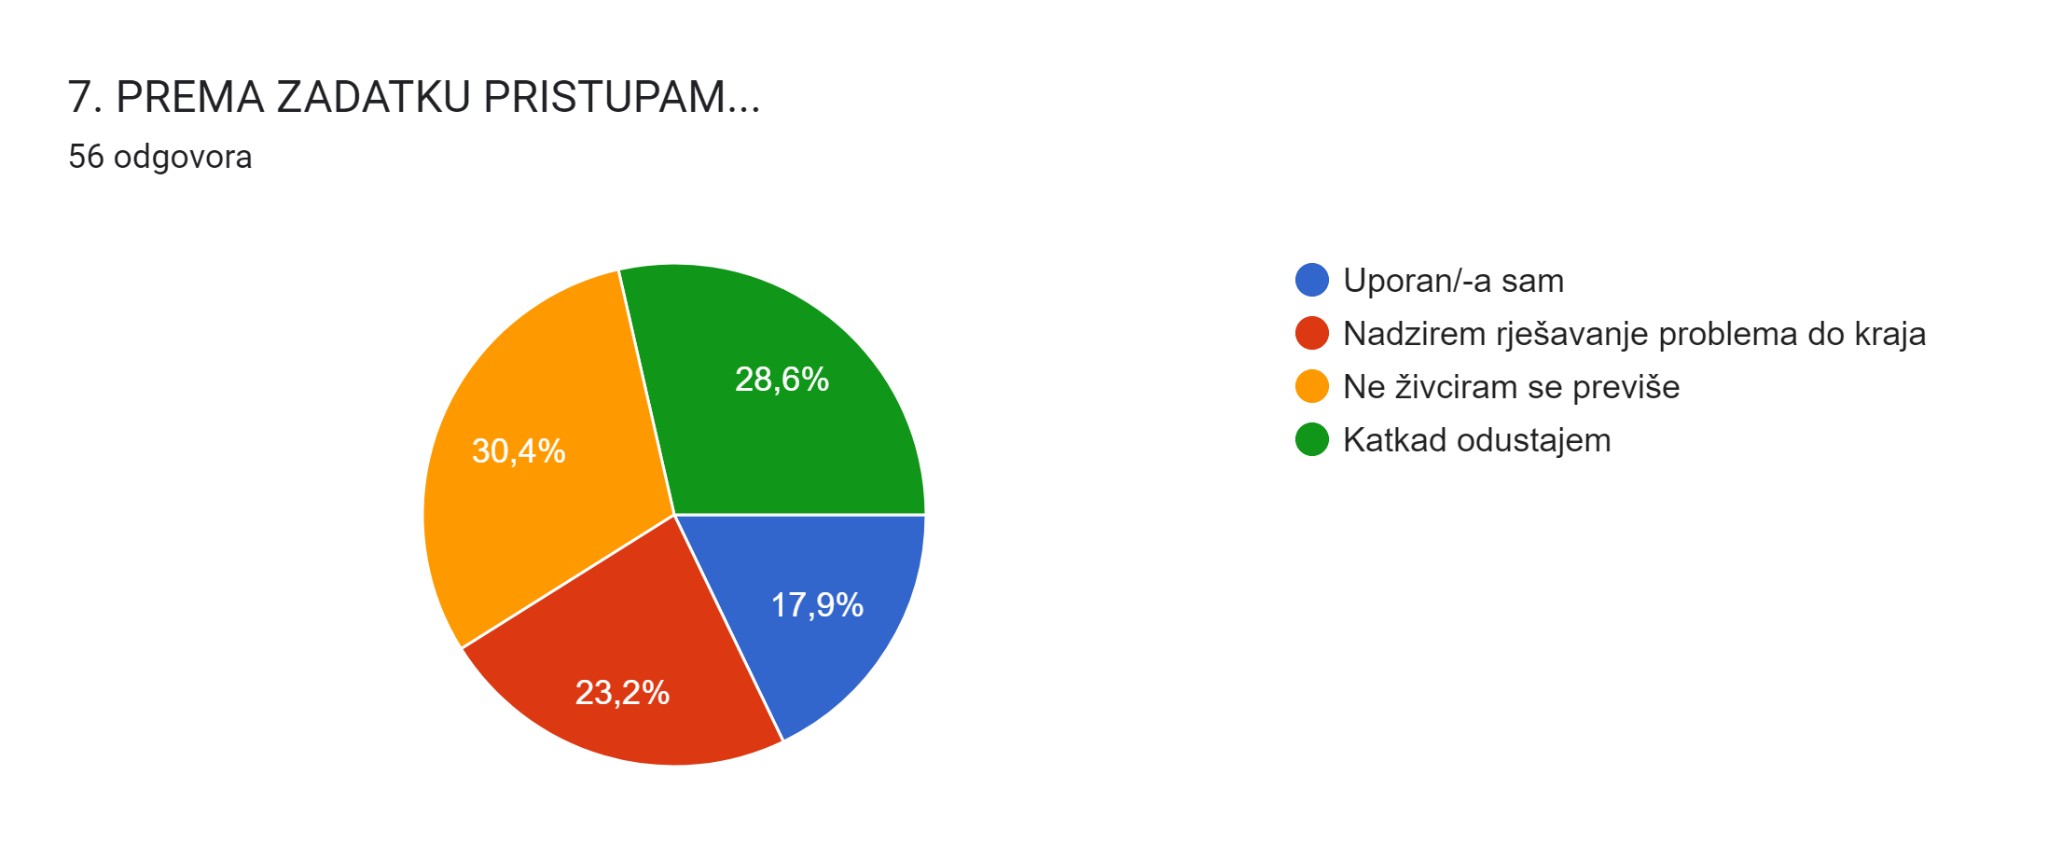 7. PREMA ZADATKU PRISTUPAM...
56 odgovora
28,6%
30,4%
17,9%
23,2%
Uporan/-a sam
Nadzirem rješavanje problema do kraja
Ne živciram se previše
Katkad odustajem